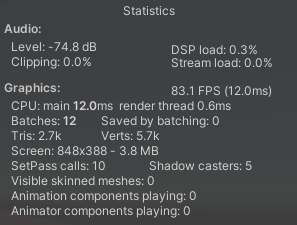 Statistics
Audio:
Level: -74.8 dB DSP load: 0.3%
Clipping: 0.0% Stream load: 0.0%
Graphics: 83.1 FPS (12.0ms)
CPU: main 12.0ms render thread 0.6ms
Batches: 12 Saved by batching: 0
Tris: 2.7k Verts: 5.7k
Screen: 848x388 - 3.8 MB
SetPass calls: 10 Shadow casters: 5
Visible skinned meshes: 0
Animation components playing: 0
Animator components playing: 0